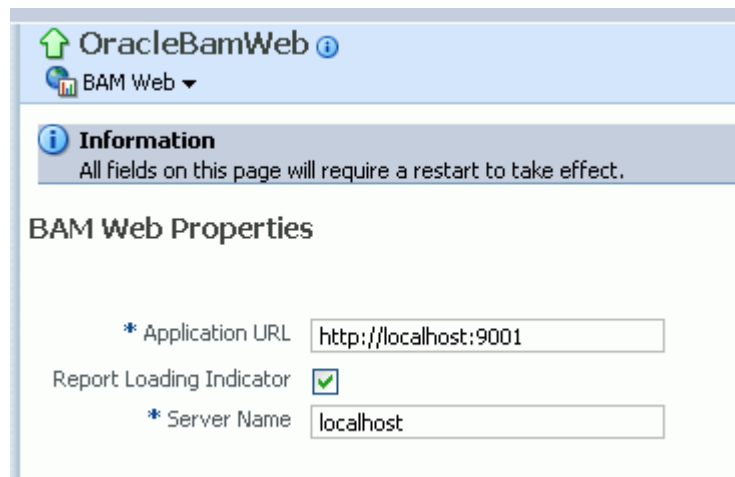 OracleBamWeb
BAM Web
Information
All fields on this page will require a restart to take effect.
BAM Web Properties
* Application URL http://localhost:9001
Report Loading Indicator
* Server Name localhost